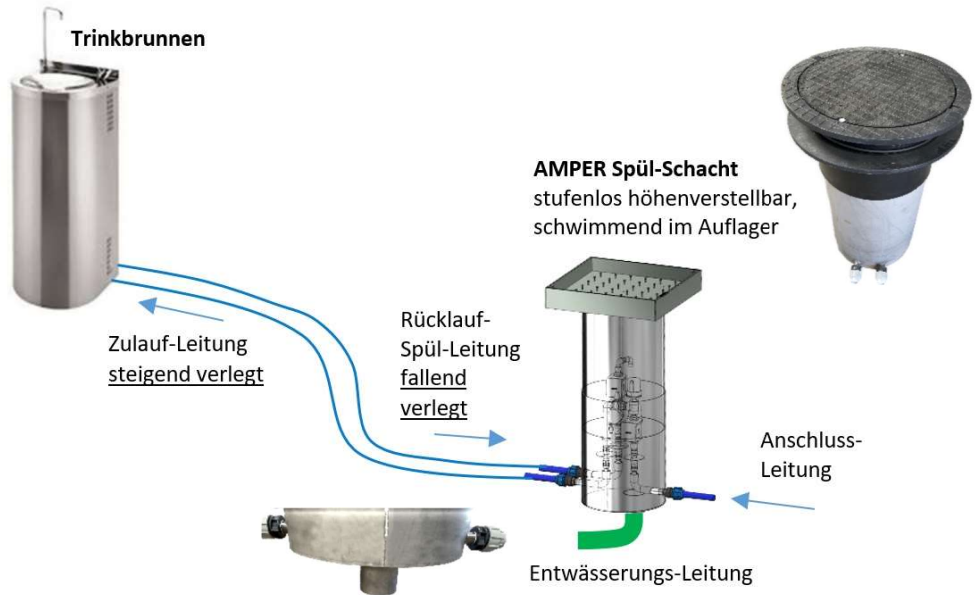 Trinkbrunnen
AMPER Spül-Schacht
stufenlos höhenverstellbar,
schwimmend im Auflager
Zulauf-Leitung
steigend verlegt
Rücklauf-
Spül-Leitung
fallend
verlegt
Anschluss-
Leitung
Entwässerungs-Leitung